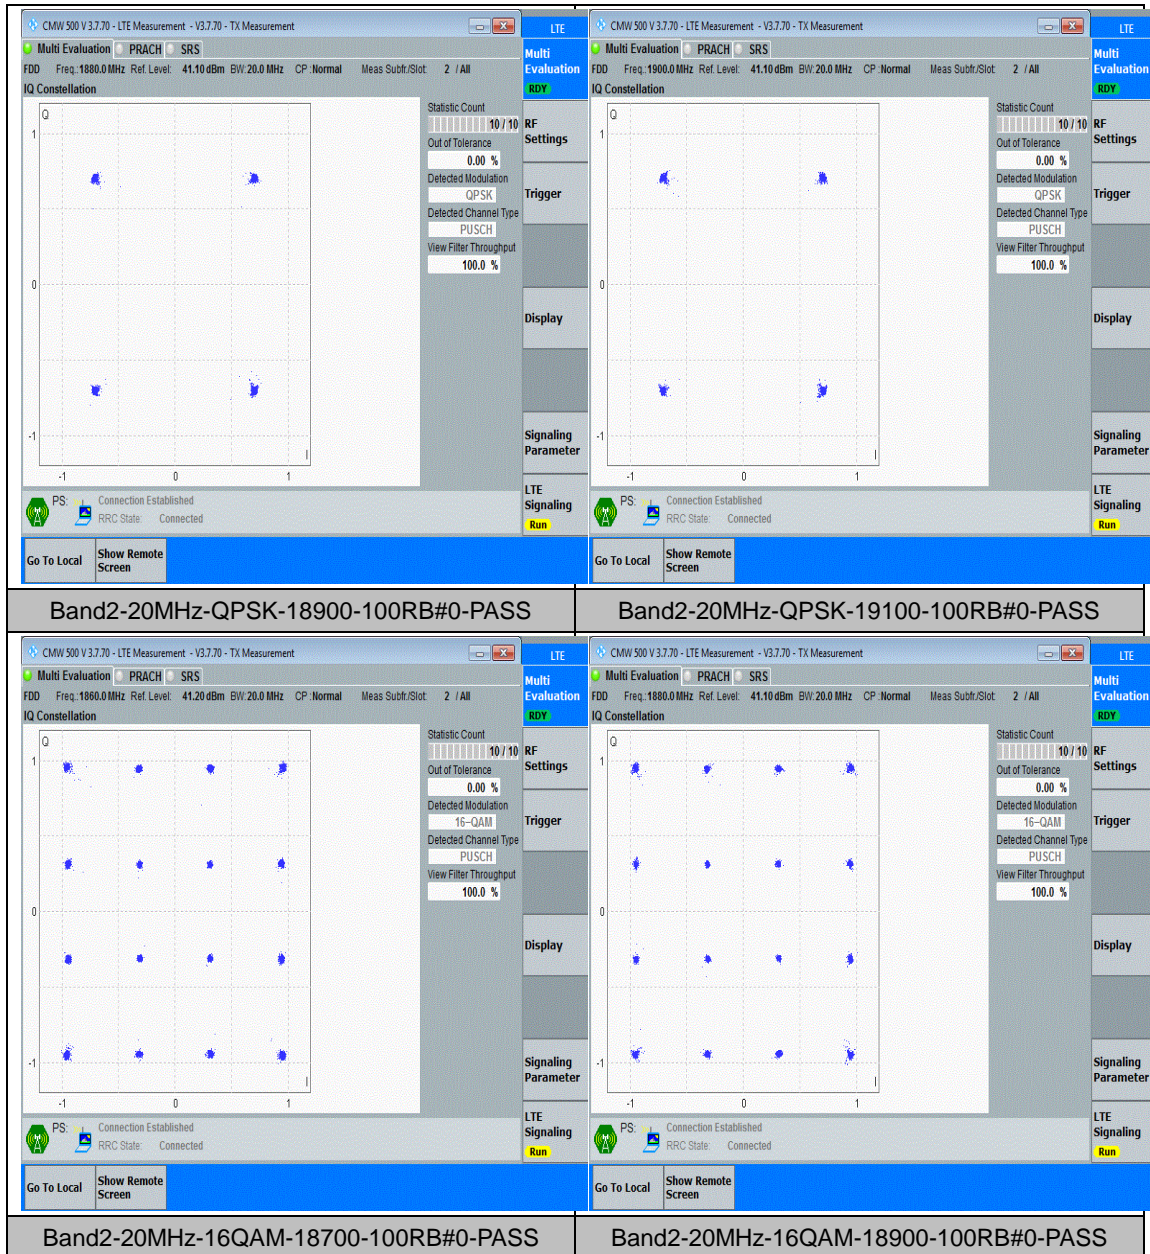 CMW 500 V 3.7.70 - LTE Measurement - V3.7.70 - TX Measurement
LTE
Multi Evaluation PRACH SRS
Multi Evaluation
RDY
FDD Freq.:1880.0 MHz Ref. Level: 41.10 dBm BW:20.0 MHz CP :Normal Meas Subfr./Slot: 2 / All
IQ Constellation
Q
1
0
-1
-1
0
1
I
Statistic Count
10 / 10
Out of Tolerance
0.00 %
Detected Modulation
QPSK
Detected Channel Type
PUSCH
View Filter Throughput
100.0 %
RF Settings
Trigger
Display
Signaling Parameter
LTE Signaling
Run
PS: Connection Established
RRC State: Connected
Go To Local
Show Remote Screen
CMW 500 V 3.7.70 - LTE Measurement - V3.7.70 - TX Measurement
LTE
Multi Evaluation PRACH SRS
Multi Evaluation
RDY
FDD Freq.:1900.0 MHz Ref. Level: 41.10 dBm BW:20.0 MHz CP :Normal Meas Subfr./Slot: 2 / All
IQ Constellation
Q
1
0
-1
-1
0
1
I
Statistic Count
10 / 10
Out of Tolerance
0.00 %
Detected Modulation
QPSK
Detected Channel Type
PUSCH
View Filter Throughput
100.0 %
RF Settings
Trigger
Display
Signaling Parameter
LTE Signaling
Run
PS: Connection Established
RRC State: Connected
Go To Local
Show Remote Screen
Band2-20MHz-QPSK-18900-100RB#0-PASS
Band2-20MHz-QPSK-19100-100RB#0-PASS
CMW 500 V 3.7.70 - LTE Measurement - V3.7.70 - TX Measurement
LTE
Multi Evaluation PRACH SRS
Multi Evaluation
RDY
FDD Freq.:1860.0 MHz Ref. Level: 41.20 dBm BW:20.0 MHz CP :Normal Meas Subfr./Slot: 2 / All
IQ Constellation
Q
1
0
-1
-1
0
1
I
Statistic Count
10 / 10
Out of Tolerance
0.00 %
Detected Modulation
16-QAM
Detected Channel Type
PUSCH
View Filter Throughput
100.0 %
RF Settings
Trigger
Display
Signaling Parameter
LTE Signaling
Run
PS: Connection Established
RRC State: Connected
Go To Local
Show Remote Screen
CMW 500 V 3.7.70 - LTE Measurement - V3.7.70 - TX Measurement
LTE
Multi Evaluation PRACH SRS
Multi Evaluation
RDY
FDD Freq.:1880.0 MHz Ref. Level: 41.10 dBm BW:20.0 MHz CP :Normal Meas Subfr./Slot: 2 / All
IQ Constellation
Q
1
0
-1
-1
0
1
I
Statistic Count
10 / 10
Out of Tolerance
0.00 %
Detected Modulation
16-QAM
Detected Channel Type
PUSCH
View Filter Throughput
100.0 %
RF Settings
Trigger
Display
Signaling Parameter
LTE Signaling
Run
PS: Connection Established
RRC State: Connected
Go To Local
Show Remote Screen
Band2-20MHz-16QAM-18700-100RB#0-PASS
Band2-20MHz-16QAM-18900-100RB#0-PASS